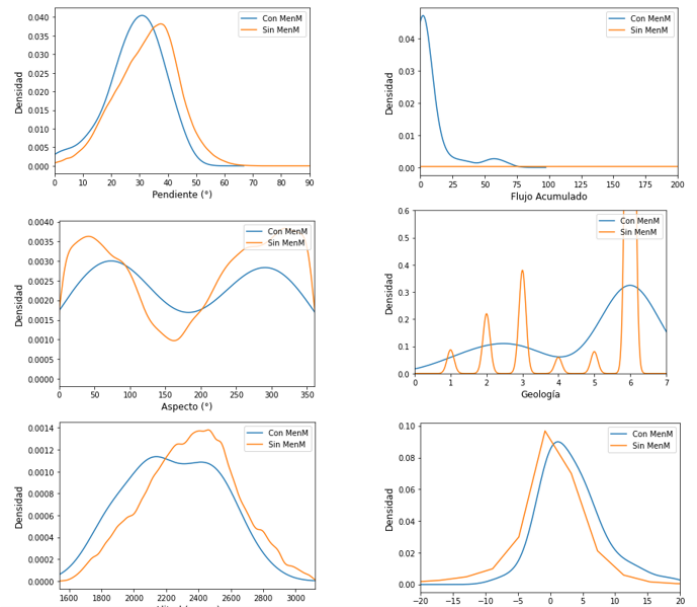 0.040
0.035
0.030
0.025
0.020
0.015
0.010
0.005
0.000
Densidad
Con MenM
Sin MenM
0 10 20 30 40 50 60 70 80 90
Pendiente (°)
0.04
0.03
0.02
0.01
0.00
Densidad
Con MenM
Sin MenM
0 25 50 75 100 125 150 175 200
Flujo Acumulado
0.0040
0.0035
0.0030
0.0025
0.0020
0.0015
0.0010
0.0005
0.0000
Densidad
Con MenM
Sin MenM
0 50 100 150 200 250 300 350
Aspecto (°)
0.6
0.5
0.4
0.3
0.2
0.1
0.0
Densidad
Con MenM
Sin MenM
0 1 2 3 4 5 6 7
Geología
0.0014
0.0012
0.0010
0.0008
0.0006
0.0004
0.0002
0.0000
Densidad
Con MenM
Sin MenM
1600 1800 2000 2200 2400 2600 2800 3000
0.10
0.08
0.06
0.04
0.02
0.00
Densidad
Con MenM
Sin MenM
−20 −15 −10 −5 0 5 10 15 20